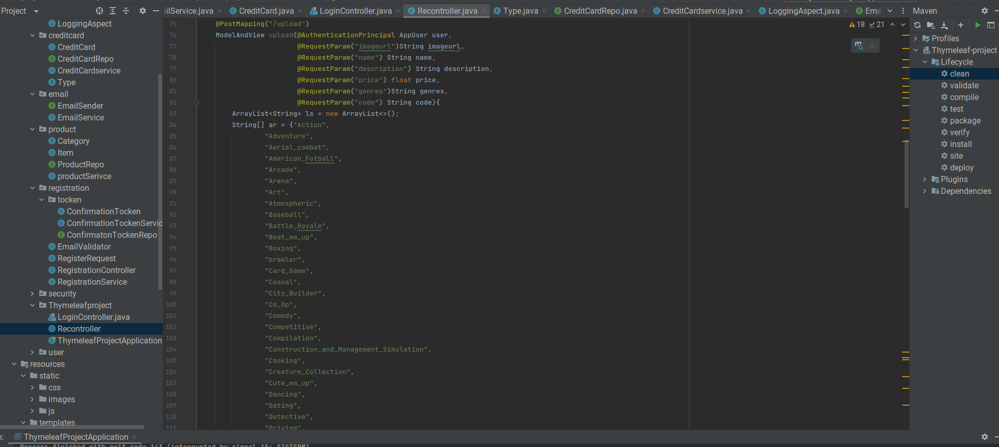 Project
ilService.java
CreditCard.java
LoginController.java
Recontroller.java
Type.java
CreditCardRepo.java
CreditCardservice.java
LoggingAspect.java
Ema
Maven
LoggingAspect
creditcard
CreditCard
CreditCardRepo
CreditCardservice
Type
email
EmailSender
EmailService
product
Category
Item
ProductRepo
productSerivce
registration
tocken
ConfirmationTocken
ConfirmationTockenServic
ConfirmatonTockenRepo
EmailValidator
RegisterRequest
RegistrationController
RegistrationService
security
Thymeleafproject
LoginController.java
Recontroller
ThymeleafProjectApplication
user
resources
static
css
images
js
templates
75 @PostMapping("/upload")
76 ModelAndView upload(@AuthenticationPrincipal AppUser user,
77 @RequestParam("imageurl")String imageurl,
78 @RequestParam("name") String name,
79 @RequestParam("description") String description,
80 @RequestParam("price") float price,
81 @RequestParam("genres")String genres,
82 @RequestParam("code") String code){
83 ArrayList<String> ls = new ArrayList<>();
84 String[] ar = {"Action",
85 "Adventure",
86 "Aerial_combat",
87 "American_Fotball",
88 "Arcade",
89 "Arena",
90 "Art",
91 "Atmospheric",
92 "Baseball",
93 "Battle_Royale",
94 "Beat_em_up",
95 "Boxing",
96 "brawler",
97 "Card_Game",
98 "Casual",
99 "City_Builder",
100 "Co_Op",
101 "Comedy",
102 "Competitive",
103 "Compilation",
104 "Construction_and_Management_Simulation",
105 "Cooking",
106 "Creature_Collection",
107 "Cute_em_up",
108 "Dancing",
109 "Dating",
110 "Detective",
111 "Driving",
18 21
Profiles
Thymeleaf-project
Lifecycle
clean
validate
compile
test
package
verify
install
site
deploy
Plugins
Dependencies
ThymeleafProjectApplication
Process finished with exit code 143 (interrupted by signal 15: SIGTERM)